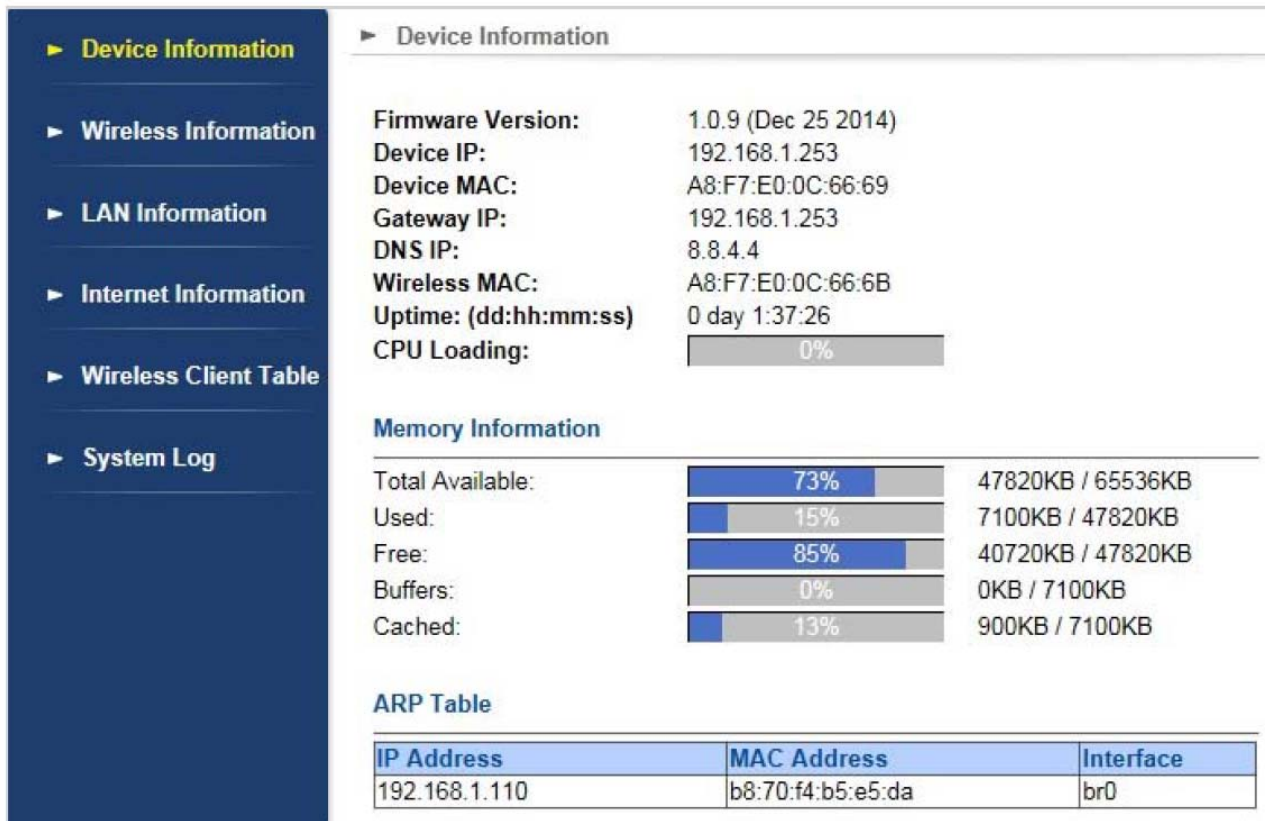 Device Information
Wireless Information
LAN Information
Internet Information
Wireless Client Table
System Log
Device Information
Firmware Version: 1.0.9 (Dec 25 2014)
Device IP: 192.168.1.253
Device MAC: A8:F7:E0:0C:66:69
Gateway IP: 192.168.1.253
DNS IP: 8.8.4.4
Wireless MAC: A8:F7:E0:0C:66:6B
Uptime: (dd:hh:mm:ss) 0 day 1:37:26
CPU Loading: 0%
Memory Information
Total Available: 73% 47820KB / 65536KB
Used: 15% 7100KB / 47820KB
Free: 85% 40720KB / 47820KB
Buffers: 0% 0KB / 7100KB
Cached: 13% 900KB / 7100KB
ARP Table
IP Address MAC Address Interface
192.168.1.110 b8:70:f4:b5:e5:da br0